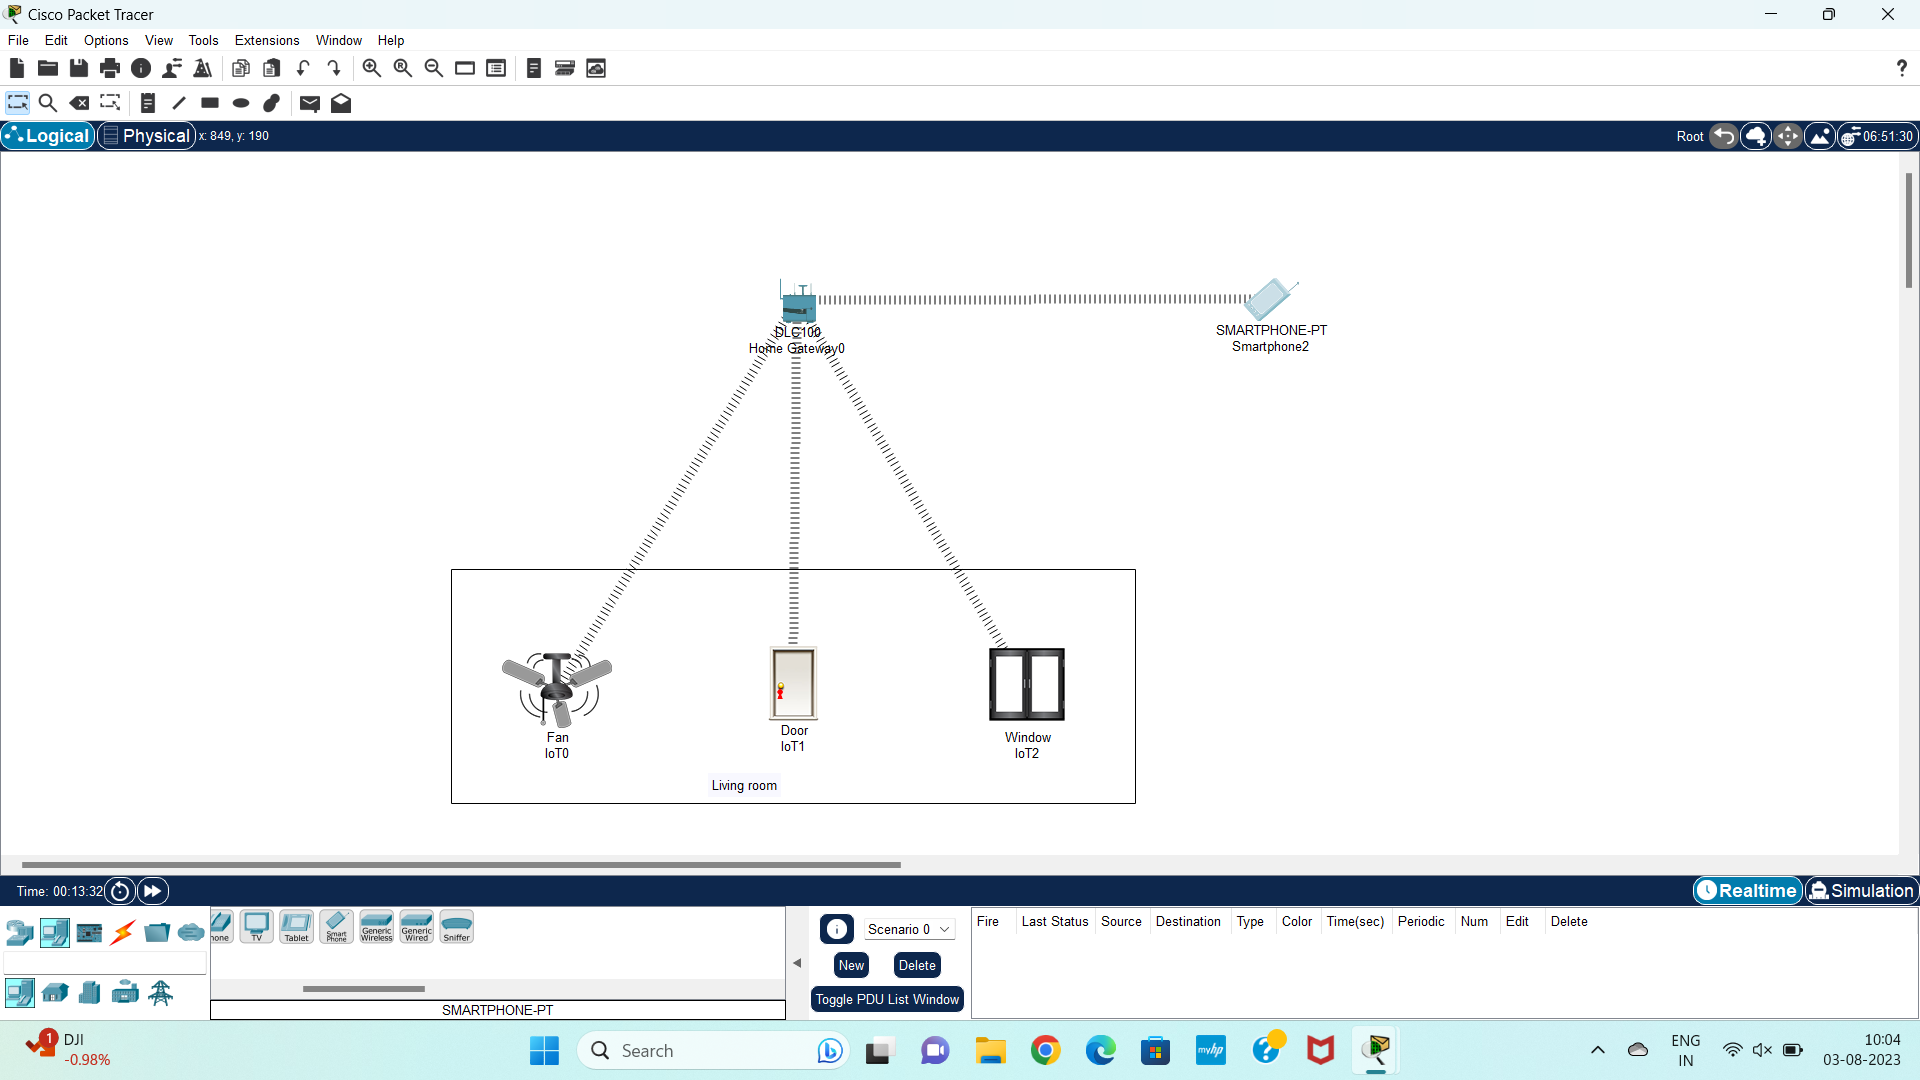 Cisco Packet Tracer
File Edit Options View Tools Extensions Window Help
?
Logical Physical x: 849, y: 190 Root 06:51:30
DLC100
Home Gateway0
SMARTPHONE-PT
Smartphone2
Fan
IoT0
Door
IoT1
Window
IoT2
Living room
Time: 00:13:32 Realtime Simulation
hone TV Tablet Smart Phone Generic Wireless Generic Wired Sniffer
SMARTPHONE-PT
Scenario 0
New Delete
Toggle PDU List Window
Fire Last Status Source Destination Type Color Time(sec) Periodic Num Edit Delete
1 DJI
-0.98%
Search
myhp
ENG
IN
10:04
03-08-2023